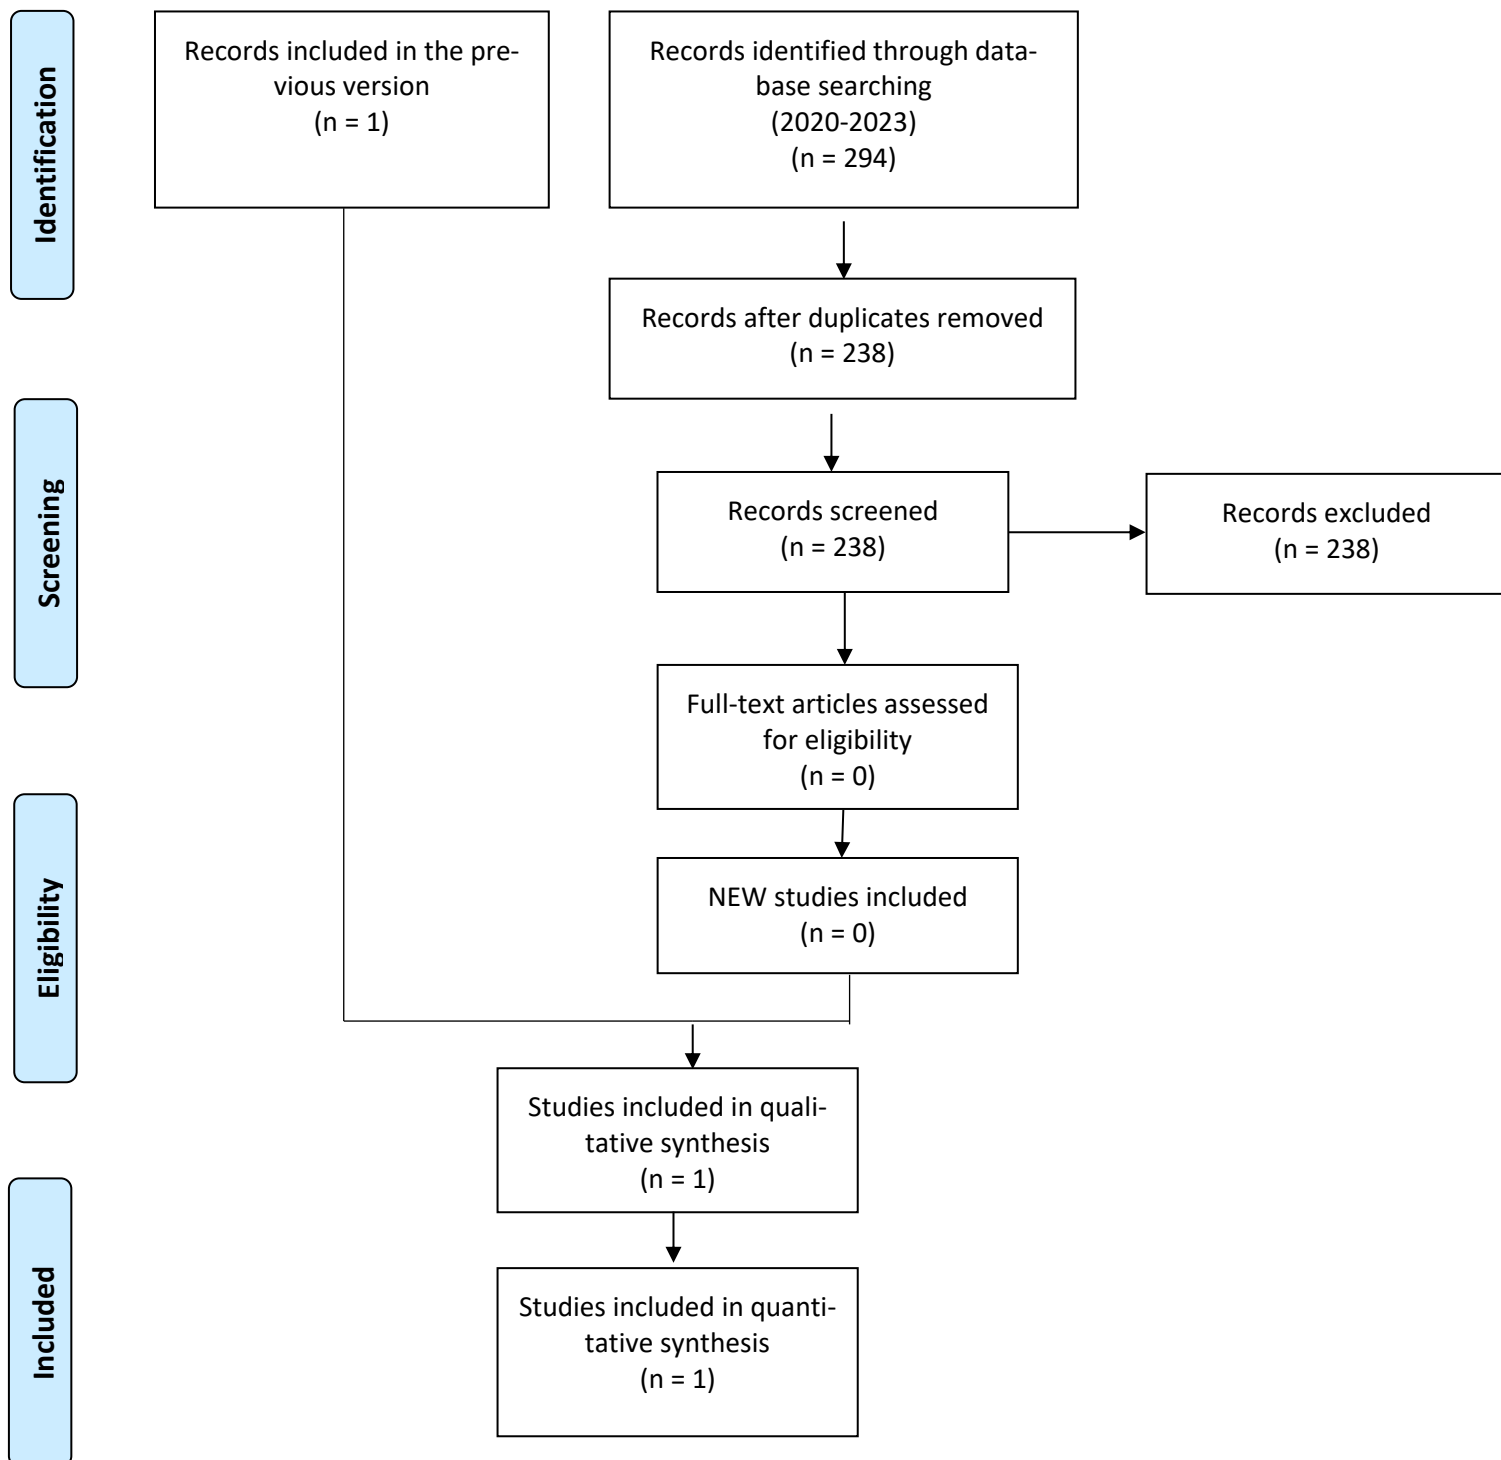 Identification
Records included in the pre-
vious version
(n = 1)
Records identified through data-
base searching
(2020-2023)
(n = 294)
Records after duplicates removed
(n = 238)
Screening
Records screened
(n = 238)
Records excluded
(n = 238)
Full-text articles assessed
for eligibility
(n = 0)
Eligibility
NEW studies included
(n = 0)
Studies included in quali-
tative synthesis
(n = 1)
Included
Studies included in quanti-
tative synthesis
(n = 1)